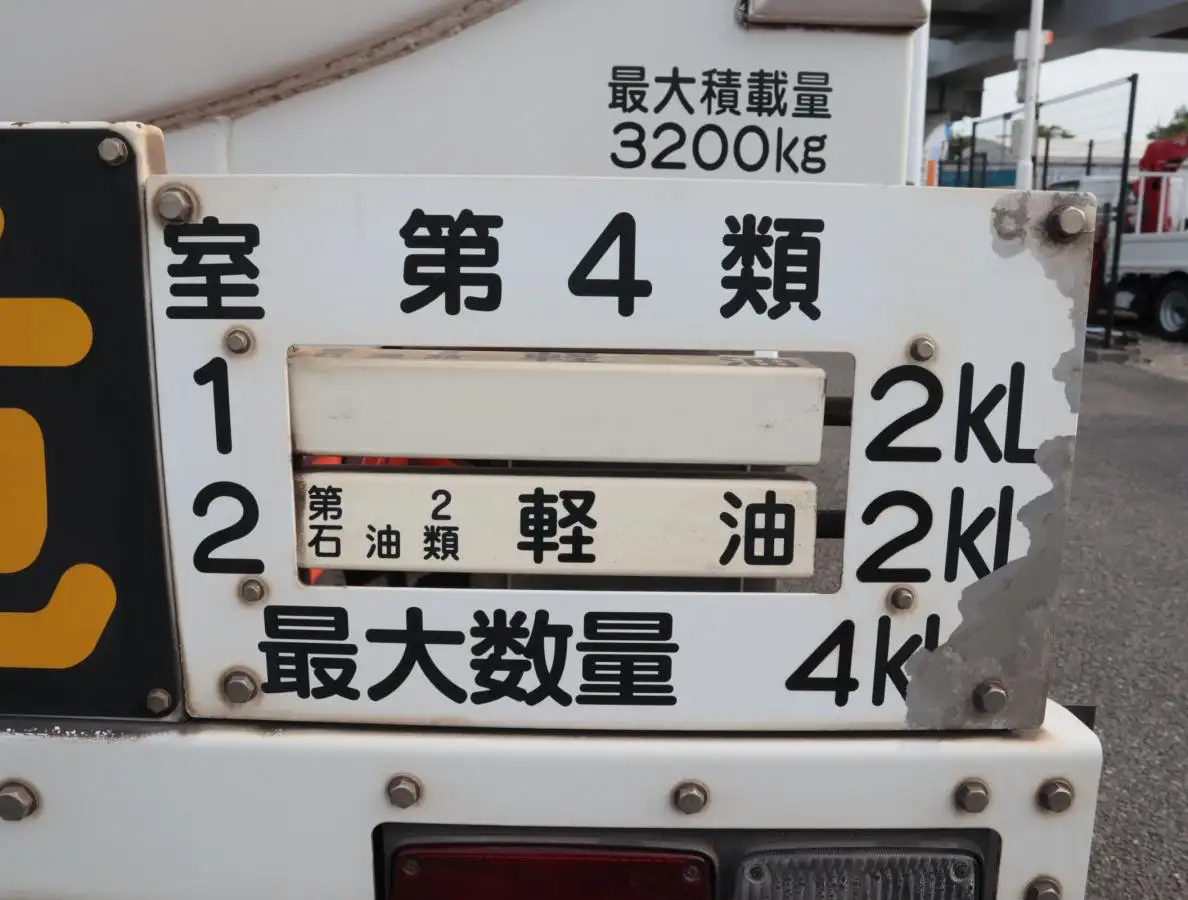 最大積載量
3200kg
室 第4類
1 2kL
2 第2石油類 軽油 2kL
最大数量 4kL